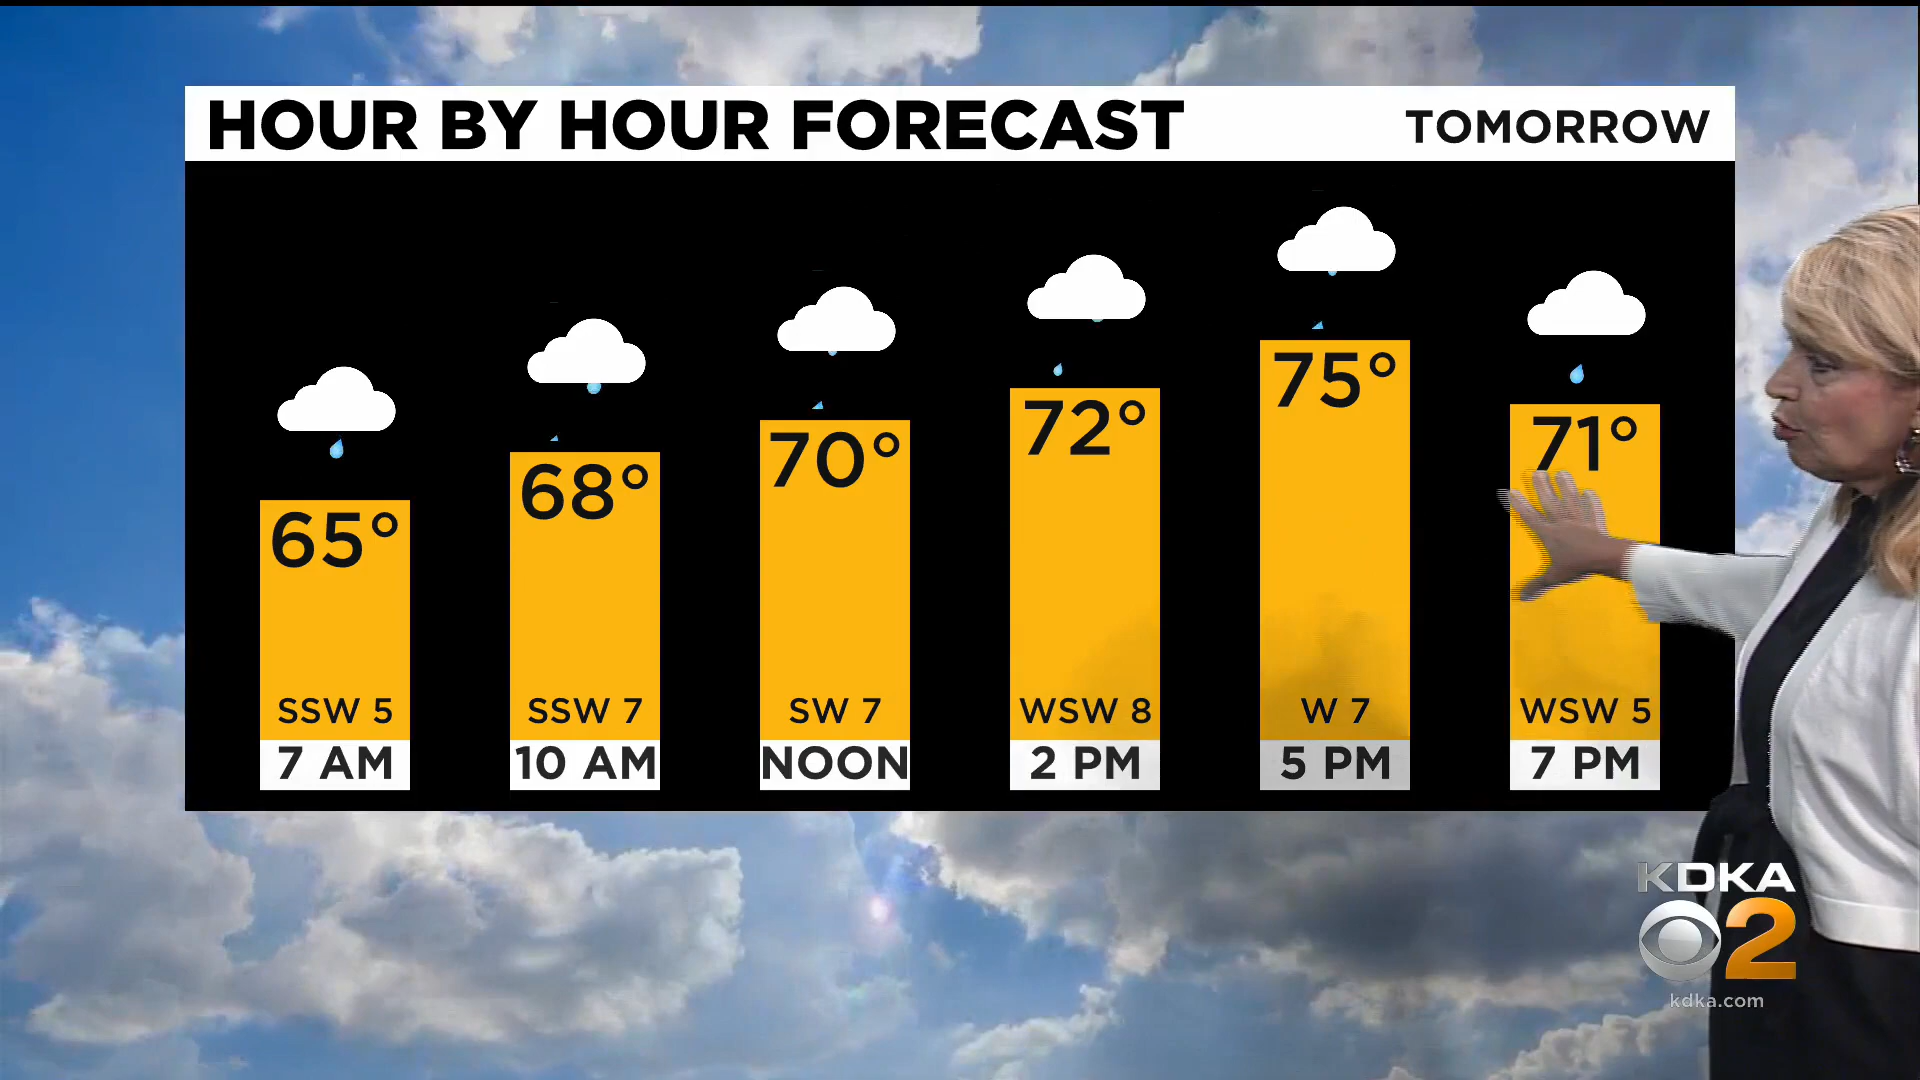 HOUR BY HOUR FORECAST
TOMORROW
65° 68° 70° 72° 75° 71°
SSW 5 SSW 7 SW 7 WSW 8 W 7 WSW 5
7 AM 10 AM NOON 2 PM 5 PM 7 PM
KDKA
2
kdka.com